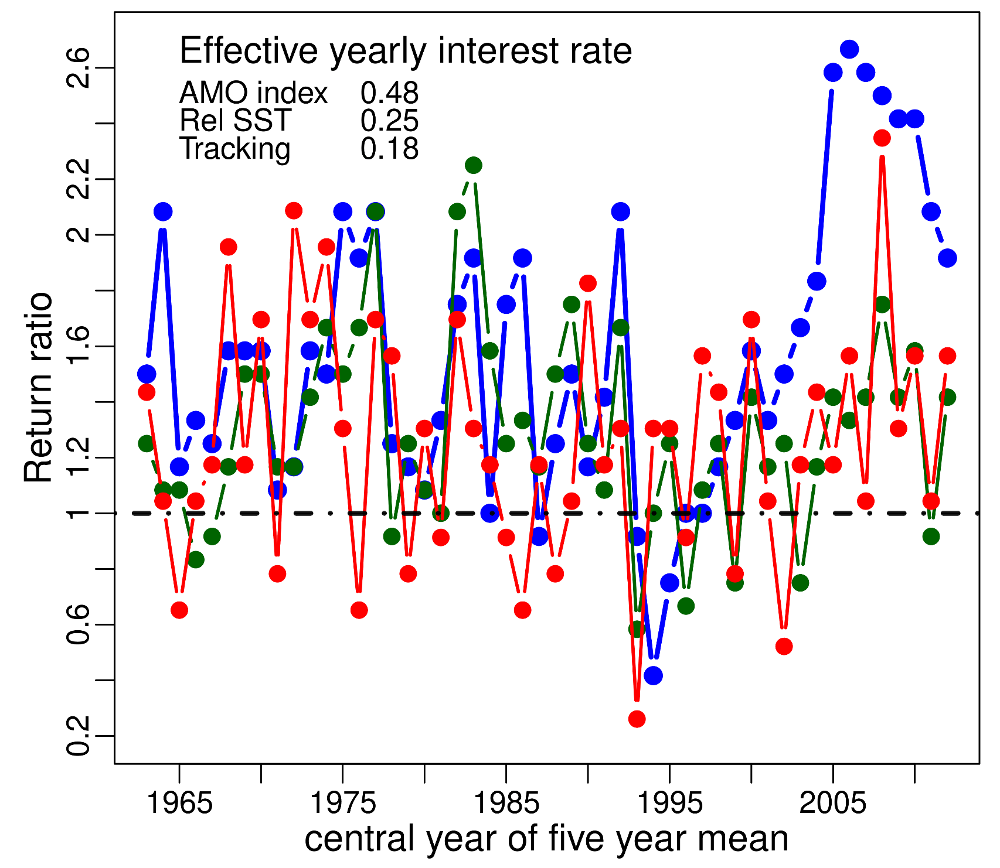 Effective yearly interest rate
AMO index 0.48
Rel SST 0.25
Tracking 0.18
Return ratio
2.6
2.2
2
1.6
1.2
1
0.6
0.2
1965 1975 1985 1995 2005
central year of five year mean